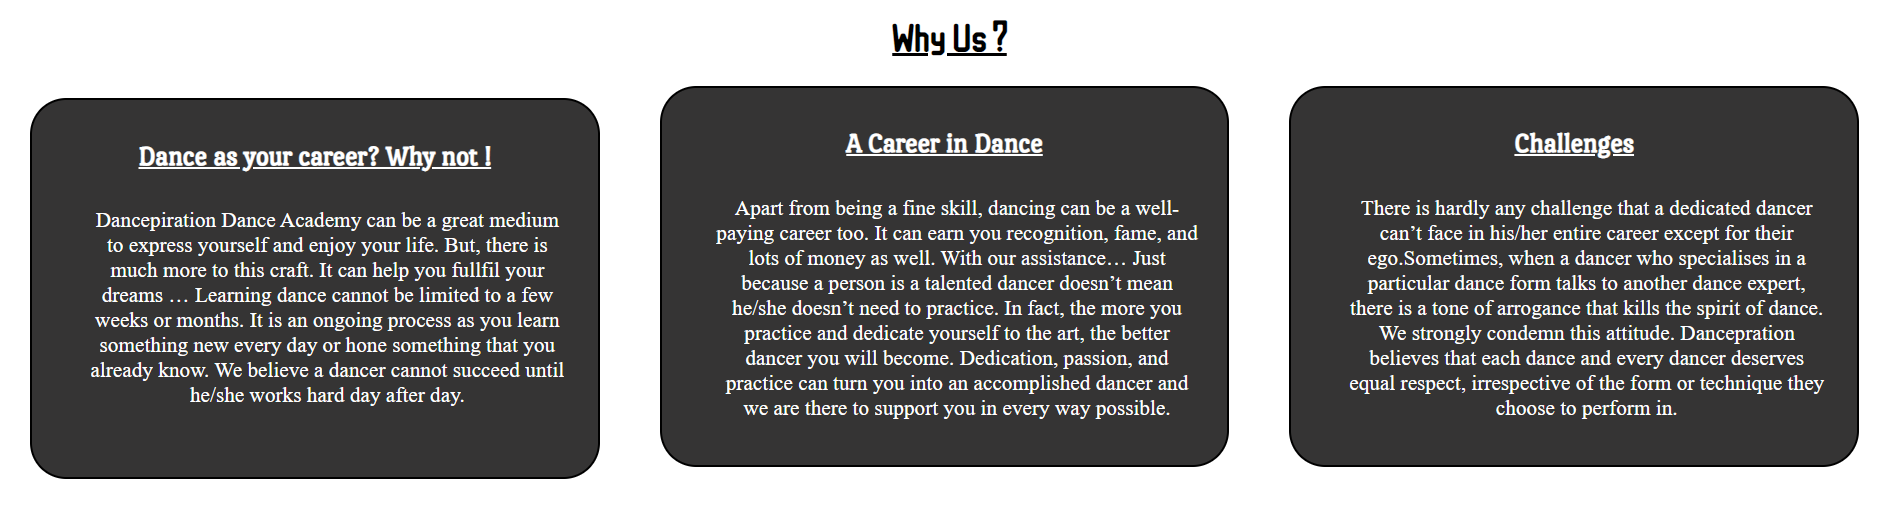 Why Us ?
Dance as your career? Why not !
Dancepiration Dance Academy can be a great medium
to express yourself and enjoy your life. But, there is
much more to this craft. It can help you fullfil your
dreams … Learning dance cannot be limited to a few
weeks or months. It is an ongoing process as you learn
something new every day or hone something that you
already know. We believe a dancer cannot succeed until
he/she works hard day after day.
A Career in Dance
Apart from being a fine skill, dancing can be a well-
paying career too. It can earn you recognition, fame, and
lots of money as well. With our assistance… Just
because a person is a talented dancer doesn’t mean
he/she doesn’t need to practice. In fact, the more you
practice and dedicate yourself to the art, the better
dancer you will become. Dedication, passion, and
practice can turn you into an accomplished dancer and
we are there to support you in every way possible.
Challenges
There is hardly any challenge that a dedicated dancer
can’t face in his/her entire career except for their
ego.Sometimes, when a dancer who specialises in a
particular dance form talks to another dance expert,
there is a tone of arrogance that kills the spirit of dance.
We strongly condemn this attitude. Dancepration
believes that each dance and every dancer deserves
equal respect, irrespective of the form or technique they
choose to perform in.